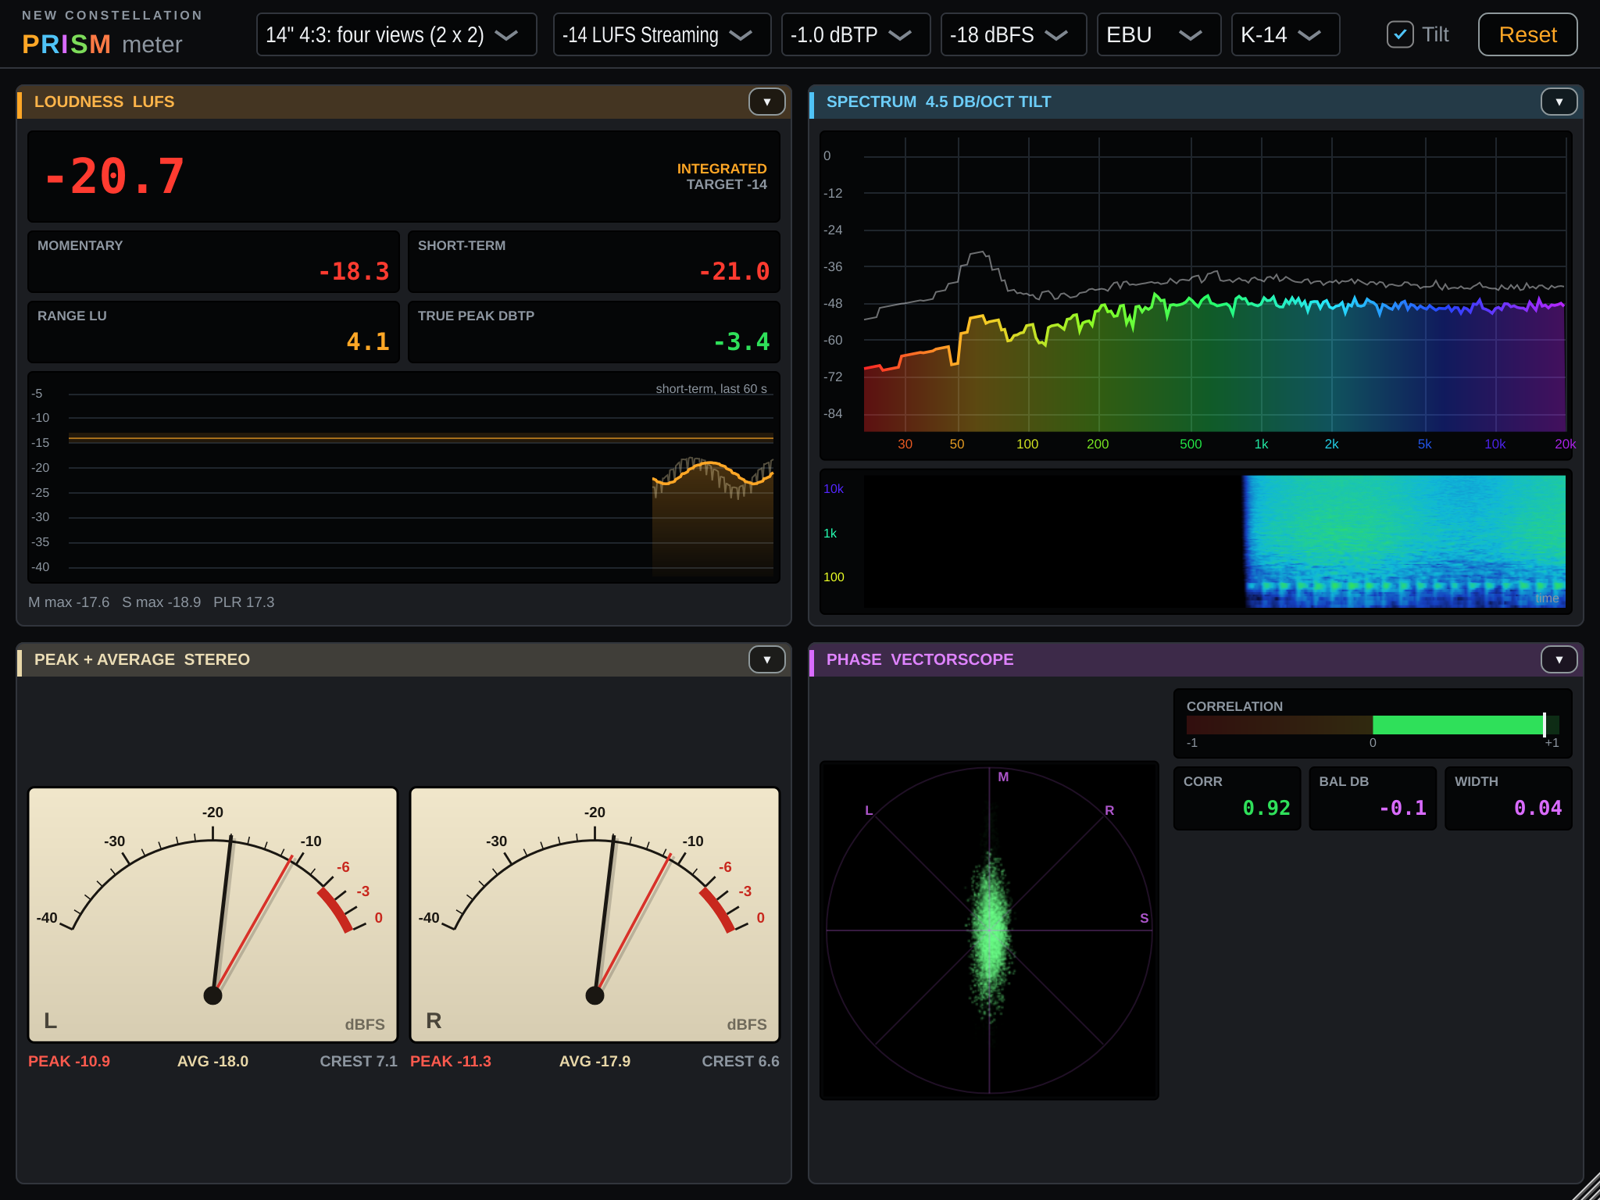 NEW CONSTELLATION
PRISM meter
14" 4:3: four views (2 x 2)
-14 LUFS Streaming
-1.0 dBTP
-18 dBFS
EBU
K-14
Tilt
Reset
LOUDNESS LUFS
-20.7
INTEGRATED
TARGET -14
MOMENTARY
-18.3
SHORT-TERM
-21.0
RANGE LU
4.1
TRUE PEAK DBTP
-3.4
short-term, last 60 s
-5
-10
-15
-20
-25
-30
-35
-40
M max -17.6 S max -18.9 PLR 17.3
SPECTRUM 4.5 DB/OCT TILT
0
-12
-24
-36
-48
-60
-72
-84
30 50 100 200 500 1k 2k 5k 10k 20k
10k
1k
100
time
PEAK + AVERAGE STEREO
-40 -30 -20 -10 -6 -3 0
L dBFS
PEAK -10.9 AVG -18.0 CREST 7.1
-40 -30 -20 -10 -6 -3 0
R dBFS
PEAK -11.3 AVG -17.9 CREST 6.6
PHASE VECTORSCOPE
M
L
R
S
CORRELATION
-1 0 +1
CORR
0.92
BAL DB
-0.1
WIDTH
0.04